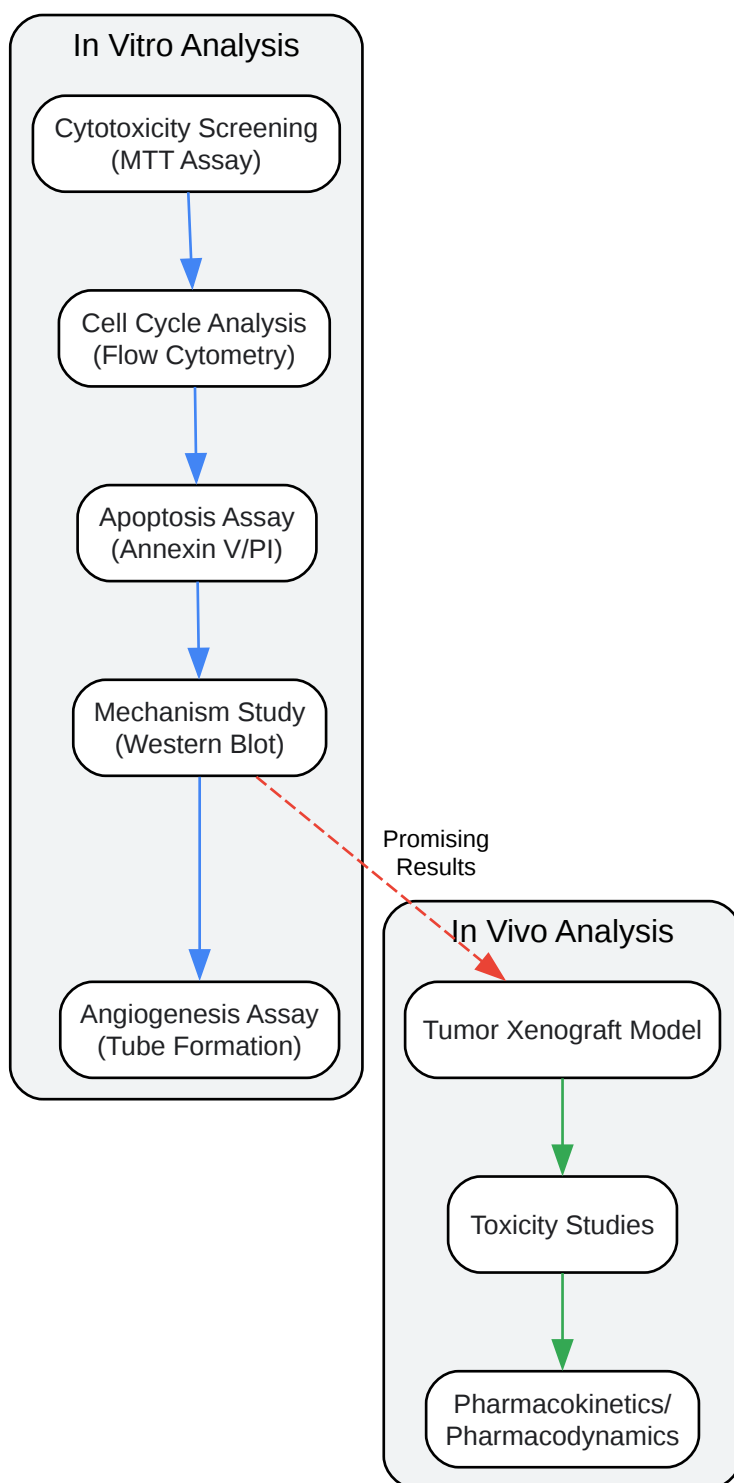 In Vitro Analysis
Cytotoxicity Screening
(MTT Assay)
Cell Cycle Analysis
(Flow Cytometry)
Apoptosis Assay
(Annexin V/PI)
Mechanism Study
(Western Blot)
Promising
Results
Angiogenesis Assay
(Tube Formation)
In Vivo Analysis
Tumor Xenograft Model
Toxicity Studies
Pharmacokinetics/
Pharmacodynamics